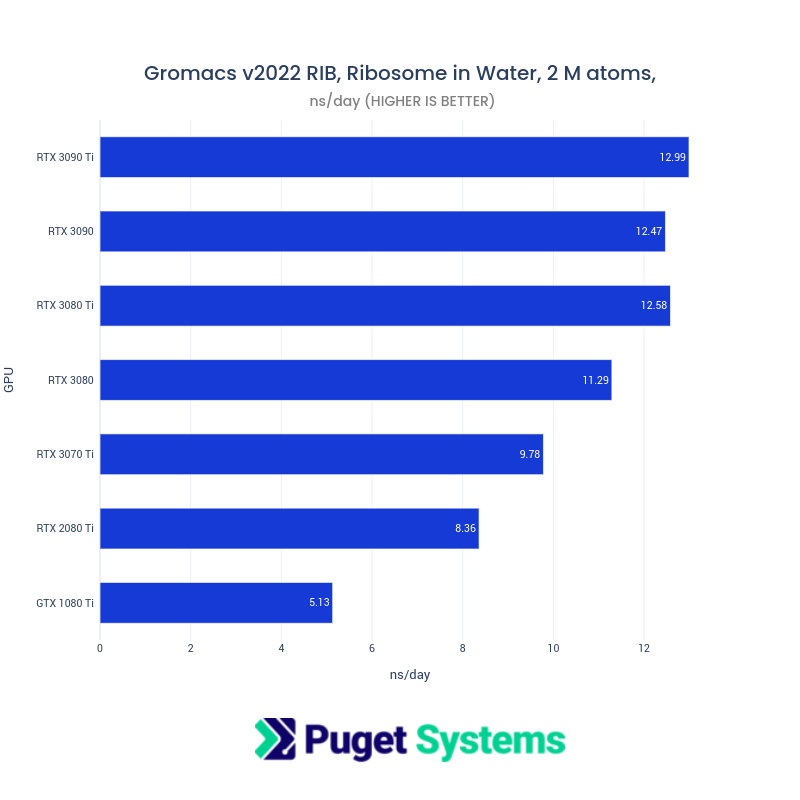 Gromacs v2022 RIB, Ribosome in Water, 2 M atoms,
ns/day (HIGHER IS BETTER)
RTX 3090 Ti
12.99
RTX 3090
12.47
RTX 3080 Ti
12.58
GPU
RTX 3080
11.29
RTX 3070 Ti
9.78
RTX 2080 Ti
8.36
GTX 1080 Ti
5.13
0 2 4 6 8 10 12
ns/day
Puget Systems